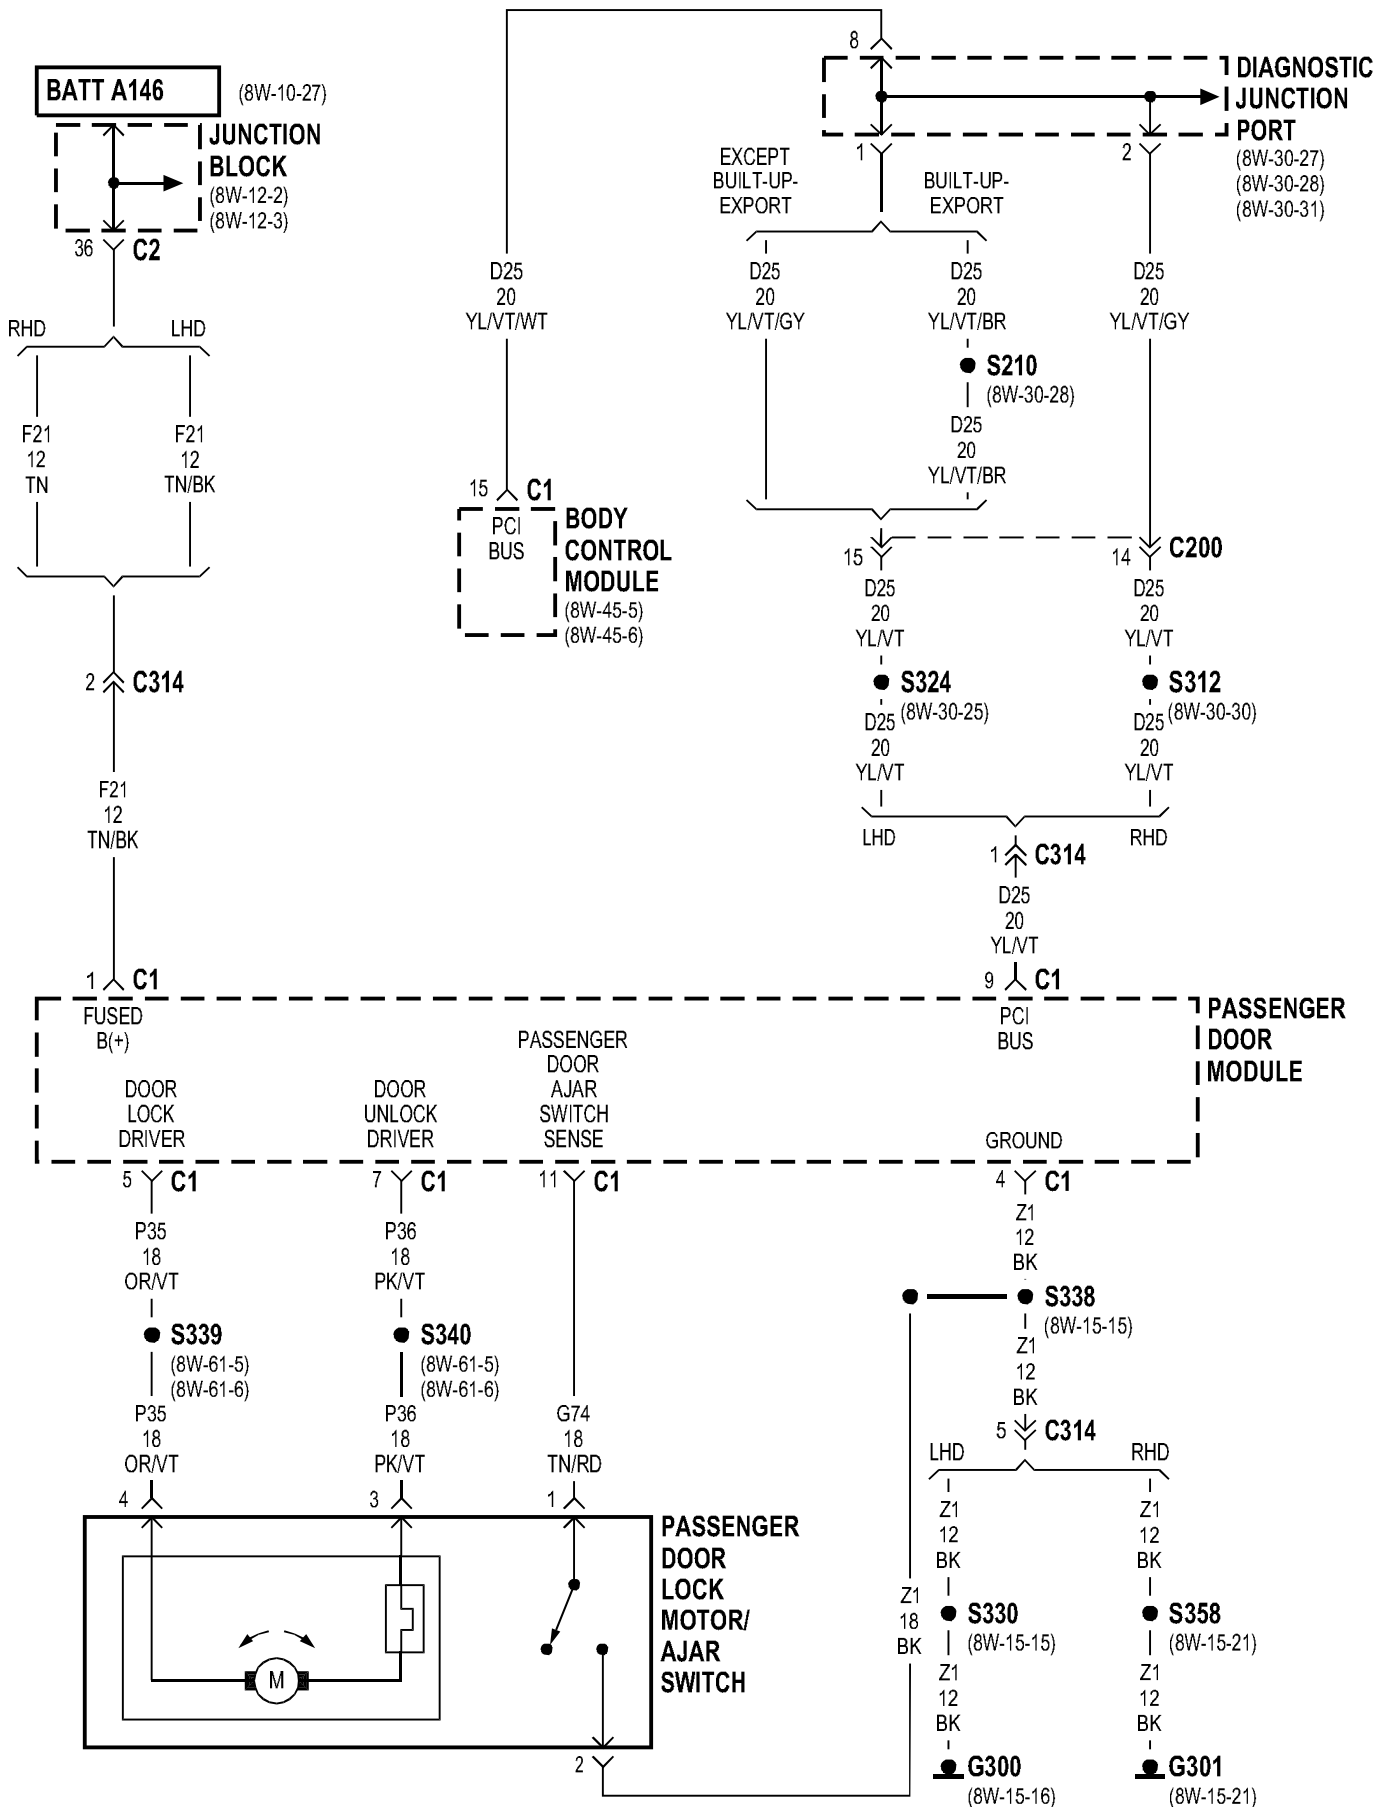 BATT A146
(8W-10-27)
JUNCTION
BLOCK
(8W-12-2)
(8W-12-3)
36
C2
RHD
LHD
F21
12
TN
F21
12
TN/BK
2
C314
F21
12
TN/BK
1
C1
8
DIAGNOSTIC
JUNCTION
PORT
(8W-30-27)
(8W-30-28)
(8W-30-31)
1
2
EXCEPT
BUILT-UP-
EXPORT
BUILT-UP-
EXPORT
D25
20
YL/VT/WT
D25
20
YL/VT/GY
D25
20
YL/VT/BR
D25
20
YL/VT/GY
S210
(8W-30-28)
D25
20
YL/VT/BR
15
C1
PCI
BUS
BODY
CONTROL
MODULE
(8W-45-5)
(8W-45-6)
15
14
C200
D25
20
YL/VT
D25
20
YL/VT
S324
(8W-30-25)
S312
(8W-30-30)
D25
20
YL/VT
D25
20
YL/VT
LHD
RHD
1
C314
D25
20
YL/VT
9
C1
FUSED
B(+)
PCI
BUS
PASSENGER
DOOR
MODULE
DOOR
LOCK
DRIVER
DOOR
UNLOCK
DRIVER
PASSENGER
DOOR
AJAR
SWITCH
SENSE
GROUND
5
C1
7
C1
11
C1
4
C1
P35
18
OR/VT
P36
18
PK/VT
Z1
12
BK
S339
(8W-61-5)
(8W-61-6)
S340
(8W-61-5)
(8W-61-6)
S338
(8W-15-15)
Z1
12
BK
P35
18
OR/VT
P36
18
PK/VT
G74
18
TN/RD
5
C314
LHD
RHD
4
3
1
PASSENGER
DOOR
LOCK
MOTOR/
AJAR
SWITCH
M
2
Z1
18
BK
Z1
12
BK
Z1
12
BK
S330
(8W-15-15)
S358
(8W-15-21)
Z1
12
BK
Z1
12
BK
G300
(8W-15-16)
G301
(8W-15-21)